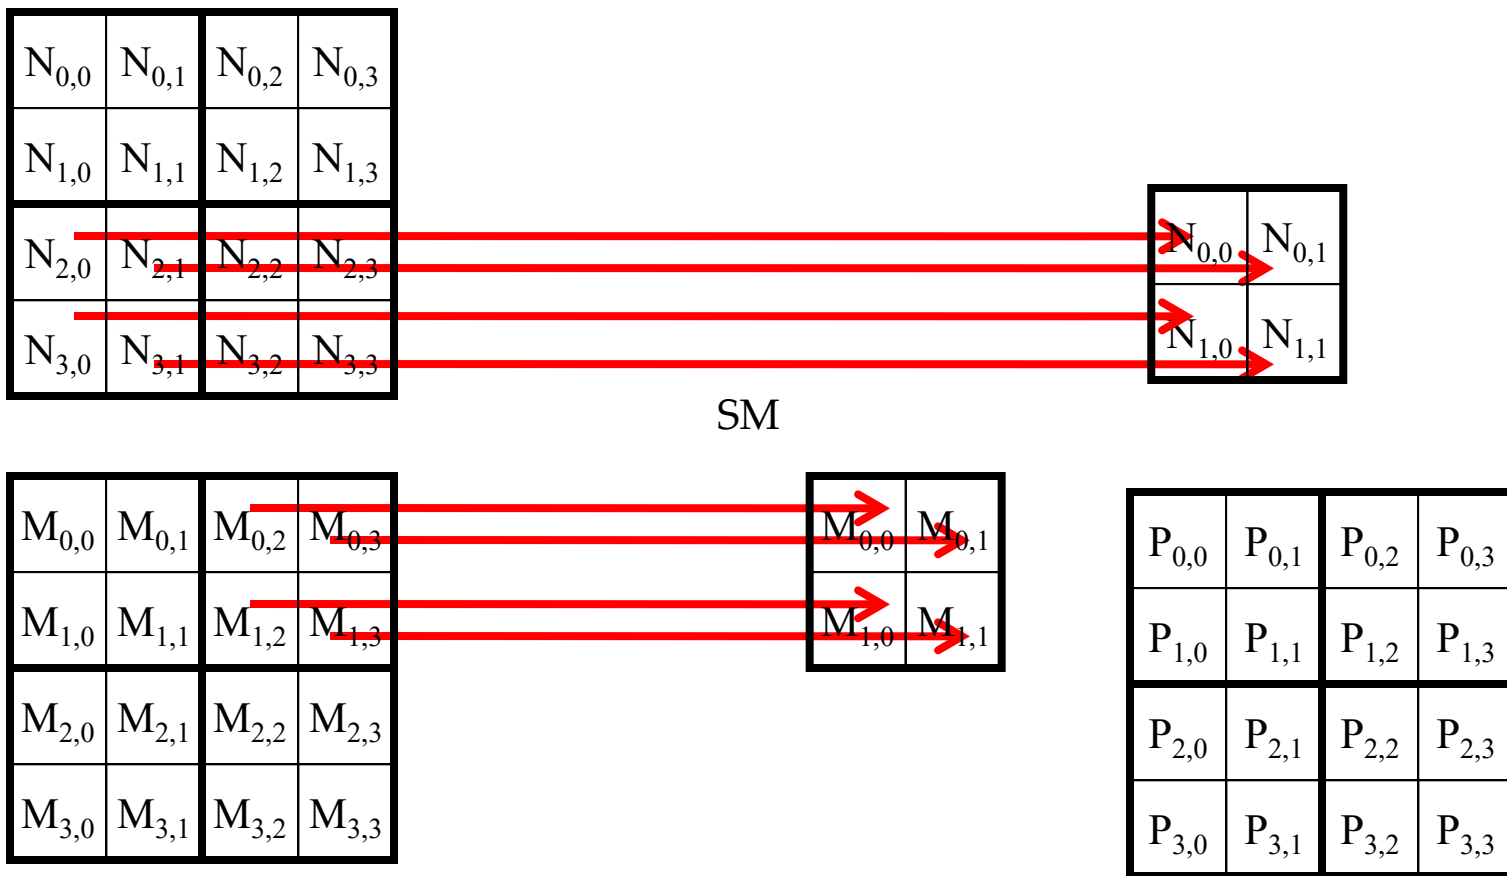 N0,0 N0,1 N0,2 N0,3
N1,0 N1,1 N1,2 N1,3
N2,0 N2,1 N2,2 N2,3
N3,0 N3,1 N3,2 N3,3
N0,0 N0,1
N1,0 N1,1
SM
M0,0 M0,1 M0,2 M0,3
M1,0 M1,1 M1,2 M1,3
M2,0 M2,1 M2,2 M2,3
M3,0 M3,1 M3,2 M3,3
M0,0 M0,1
M1,0 M1,1
P0,0 P0,1 P0,2 P0,3
P1,0 P1,1 P1,2 P1,3
P2,0 P2,1 P2,2 P2,3
P3,0 P3,1 P3,2 P3,3